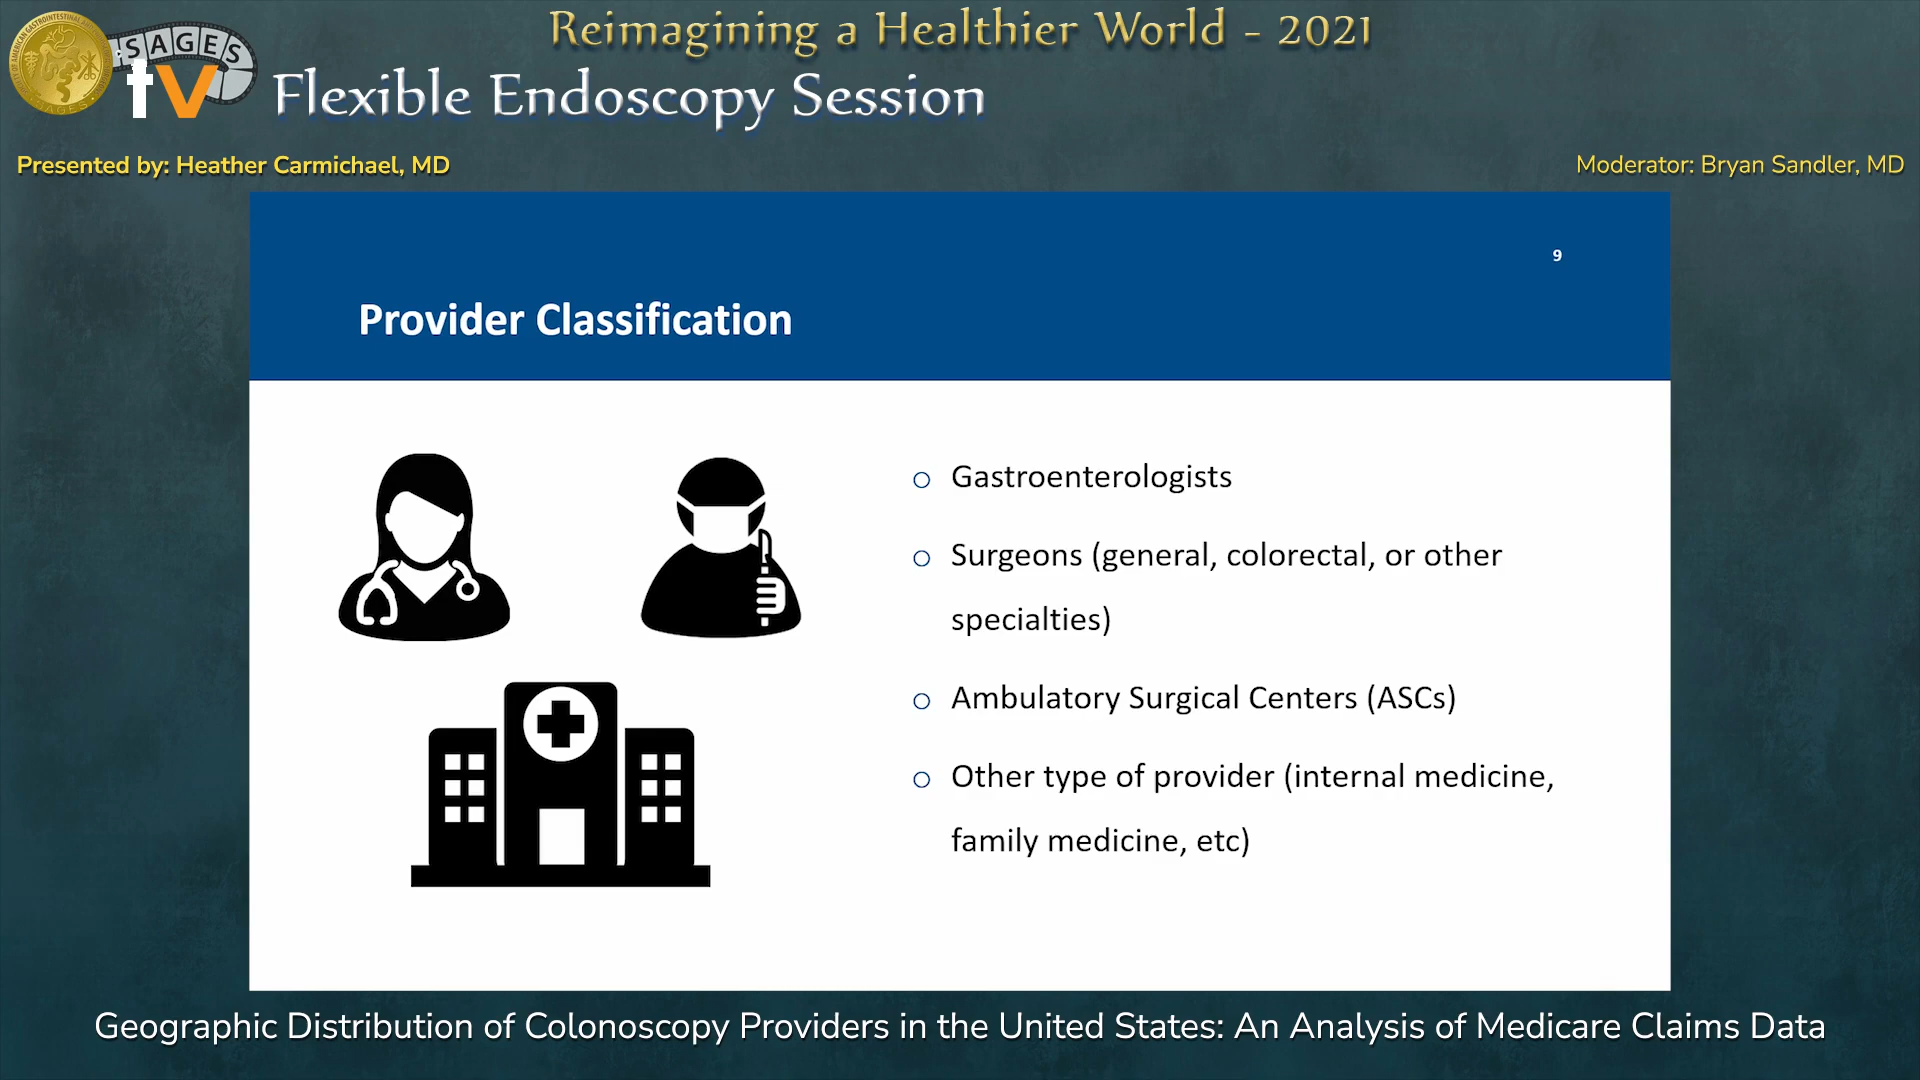 Reimagining a Healthier World - 2021
SAGES
tv
Flexible Endoscopy Session
Presented by: Heather Carmichael, MD
Moderator: Bryan Sandler, MD
9
Provider Classification
o Gastroenterologists
o Surgeons (general, colorectal, or other
specialties)
o Ambulatory Surgical Centers (ASCs)
o Other type of provider (internal medicine,
family medicine, etc)
Geographic Distribution of Colonoscopy Providers in the United States: An Analysis of Medicare Claims Data